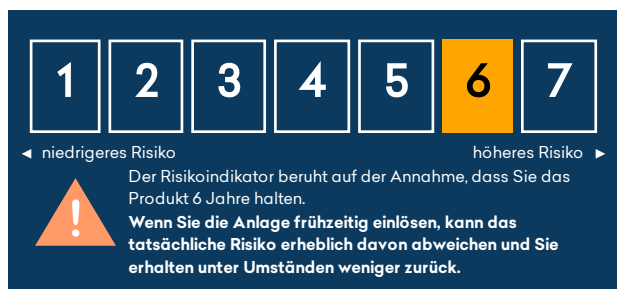 1 2 3 4 5 6 7
◄ niedrigeres Risiko höheres Risiko ►
Der Risikoindikator beruht auf der Annahme, dass Sie das
Produkt 6 Jahre halten.
Wenn Sie die Anlage frühzeitig einlösen, kann das
tatsächliche Risiko erheblich davon abweichen und Sie
erhalten unter Umständen weniger zurück.